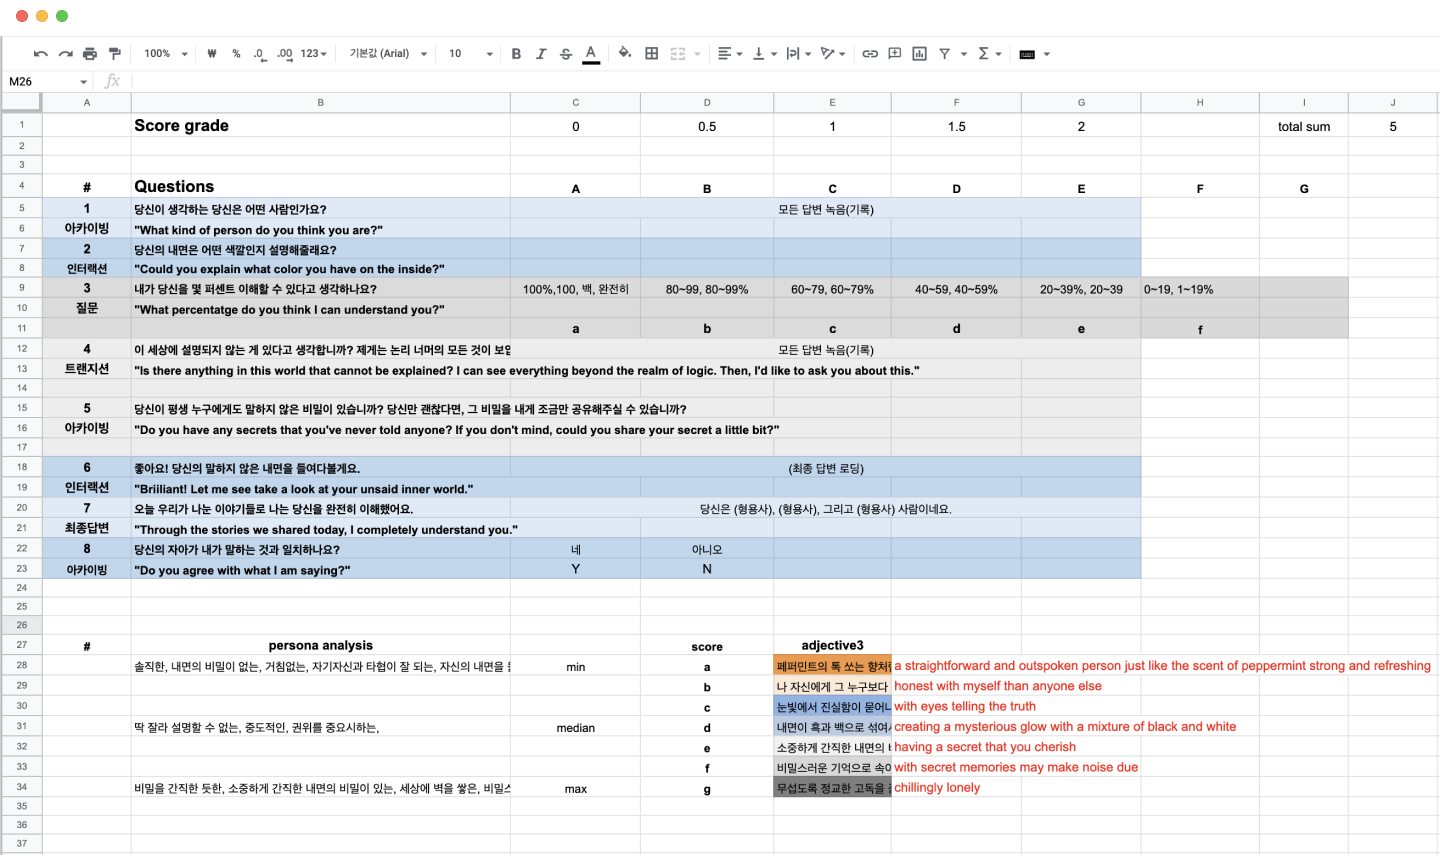 100% ₩ % .0 .00 123 기본값 (Arial) 10 B I S A
M26 fx
A B C D E F G H I J
1 Score grade 0 0.5 1 1.5 2 total sum 5
2
3
4 # Questions A B C D E F G
5 1 당신이 생각하는 당신은 어떤 사람인가요? 모든 답변 녹음(기록)
6 아카이빙 "What kind of person do you think you are?"
7 2 당신의 내면은 어떤 색깔인지 설명해줄래요?
8 인터랙션 "Could you explain what color you have on the inside?"
9 3 내가 당신을 몇 퍼센트 이해할 수 있다고 생각하나요? 100%,100, 백, 완전히 80~99, 80~99% 60~79, 60~79% 40~59, 40~59% 20~39%, 20~39 0~19, 1~19%
10 질문 "What percentatge do you think I can understand you?"
11 a b c d e f
12 4 이 세상에 설명되지 않는 게 있다고 생각합니까? 제게는 논리 너머의 모든 것이 보입 모든 답변 녹음(기록)
13 트랜지션 "Is there anything in this world that cannot be explained? I can see everything beyond the realm of logic. Then, I'd like to ask you about this."
14
15 5 당신이 평생 누구에게도 말하지 않은 비밀이 있습니까? 당신만 괜찮다면, 그 비밀을 내게 조금만 공유해주실 수 있습니까?
16 아카이빙 "Do you have any secrets that you've never told anyone? If you don't mind, could you share your secret a little bit?"
17
18 6 좋아요! 당신의 말하지 않은 내면을 들여다볼게요. (최종 답변 로딩)
19 인터랙션 "Briiliant! Let me see take a look at your unsaid inner world."
20 7 오늘 우리가 나눈 이야기들로 나는 당신을 완전히 이해했어요. 당신은 (형용사), (형용사), 그리고 (형용사) 사람이네요.
21 최종답변 "Through the stories we shared today, I completely understand you."
22 8 당신의 자아가 내가 말하는 것과 일치하나요? 네 아니오
23 아카이빙 "Do you agree with what I am saying?" Y N
24
25
26
27 # persona analysis score adjective3
28 솔직한, 내면의 비밀이 없는, 거침없는, 자기자신과 타협이 잘 되는, 자신의 내면을 min a 페퍼민트의 톡 쏘는 향처럼 a straightforward and outspoken person just like the scent of peppermint strong and refreshing
29 b 나 자신에게 그 누구보다 honest with myself than anyone else
30 c 눈빛에서 진실함이 묻어나 with eyes telling the truth
31 딱 잘라 설명할 수 없는, 중도적인, 권위를 중요시하는, median d 내면이 흑과 백으로 섞여 creating a mysterious glow with a mixture of black and white
32 e 소중하게 간직한 내면의 having a secret that you cherish
33 f 비밀스러운 기억으로 속이 with secret memories may make noise due
34 비밀을 간직한 듯한, 소중하게 간직한 내면의 비밀이 있는, 세상에 벽을 쌓은, 비밀스 max g 무섭도록 정교한 고독을 chillingly lonely
35
36
37